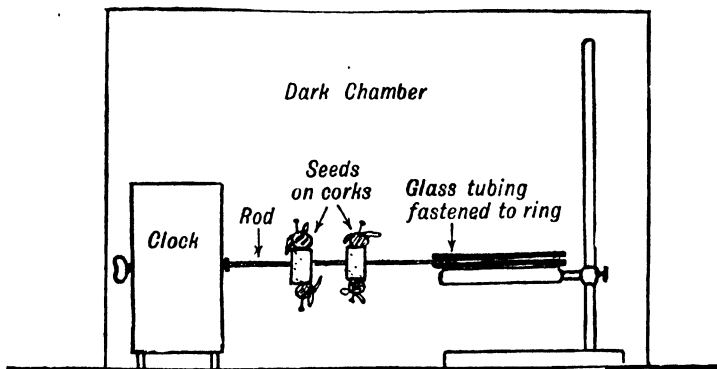 Dark Chamber
Seeds
on corks
Glass tubing
fastened to ring
Rod
Clock